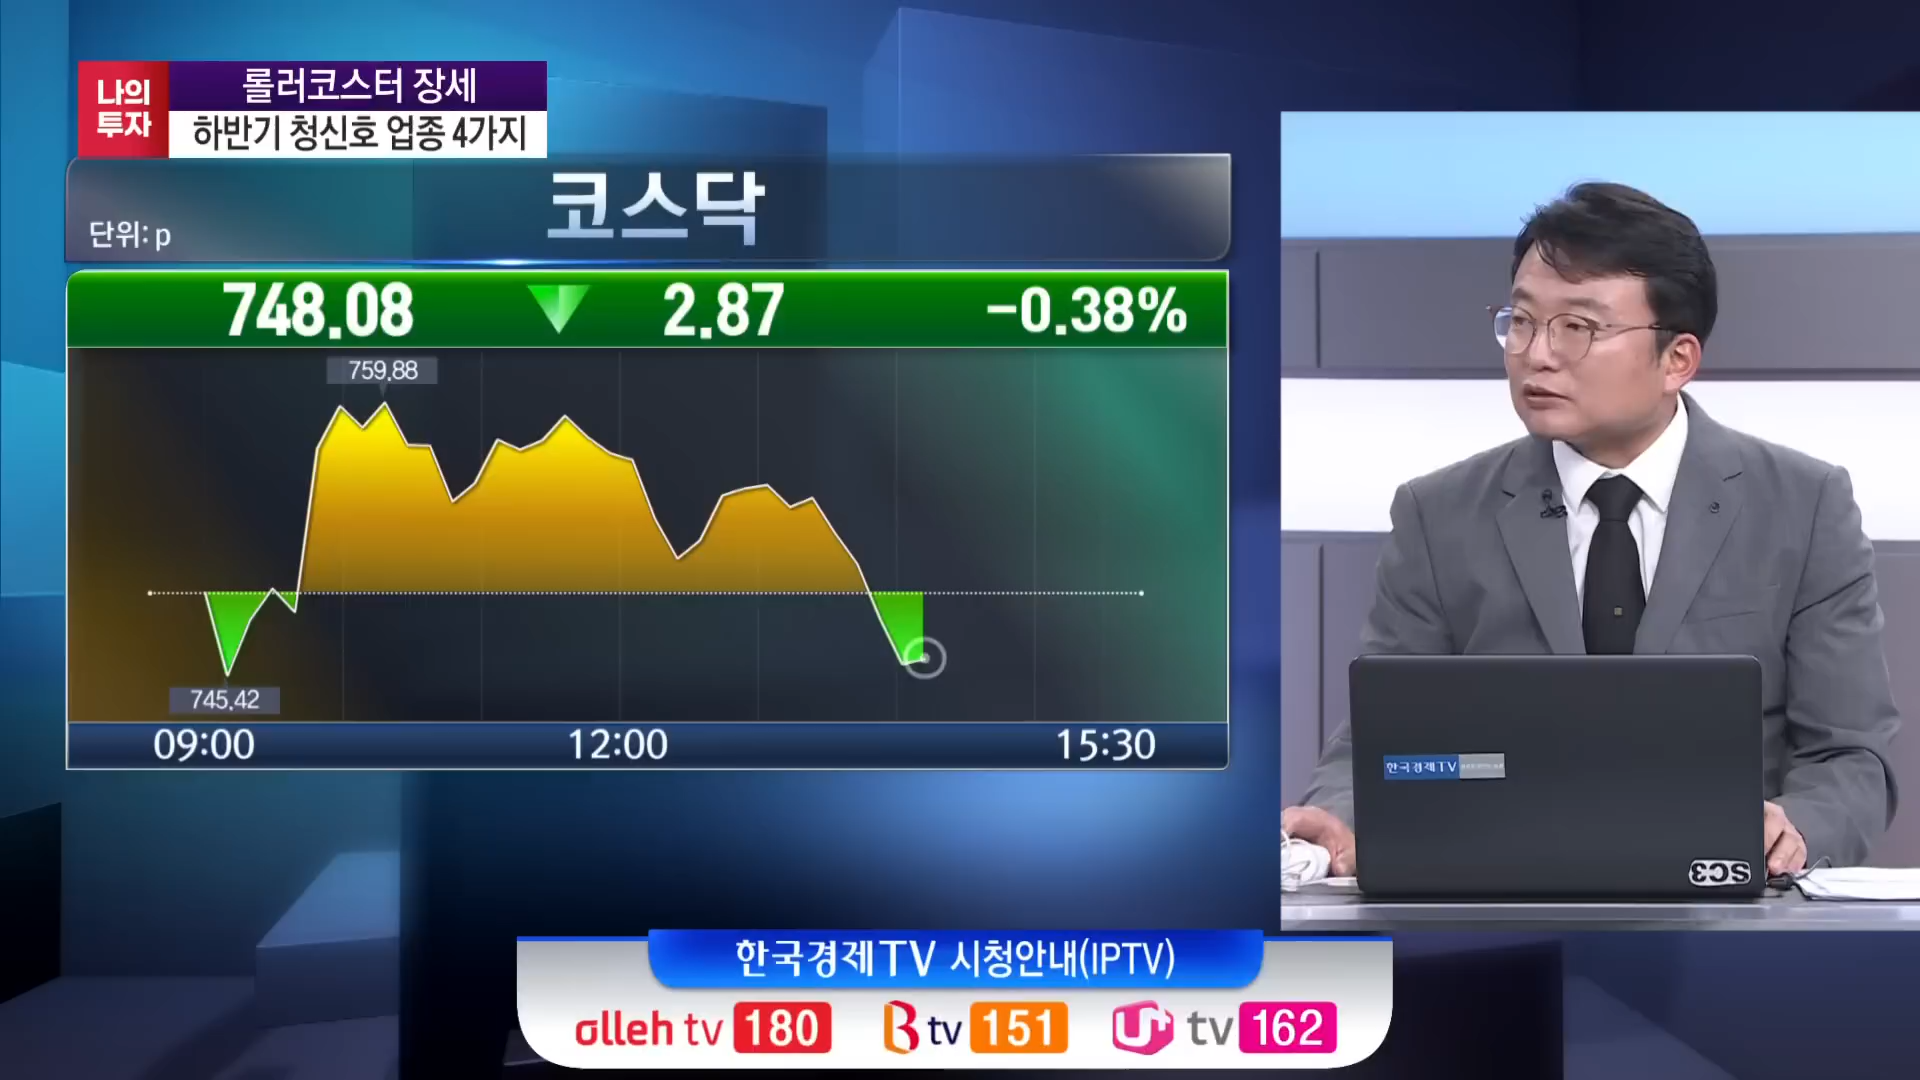 나의
투자
롤러코스터 장세
하반기 청신호 업종 4가지
코스닥
단위: p
748.08 ▼ 2.87 -0.38%
759.88
745.42
09:00 12:00 15:30
한국경제TV
SC3
한국경제TV 시청안내(IPTV)
olleh tv 180 B tv 151 U+ tv 162